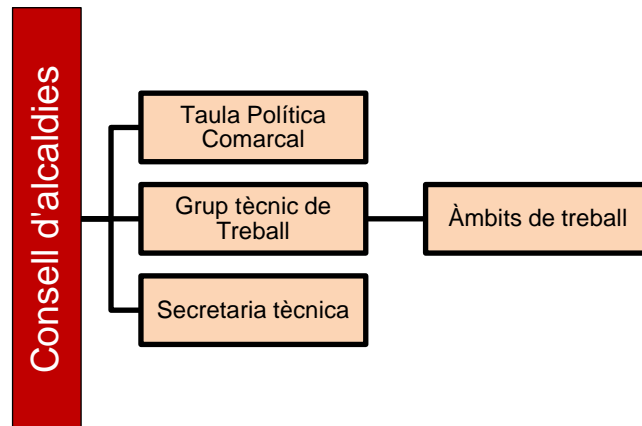 Consell d'alcaldies
Taula Política
Comarcal
Grup tècnic de
Treball
Àmbits de treball
Secretaria tècnica